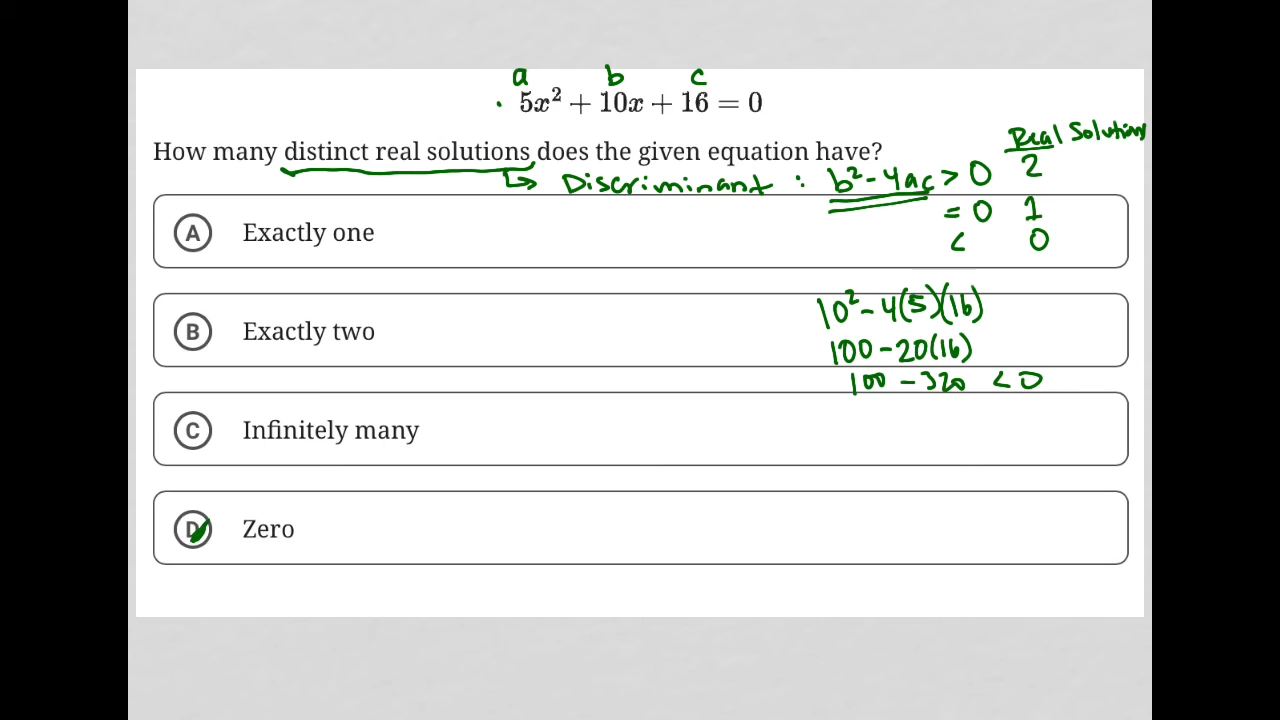 a b c
5x² + 10x + 16 = 0
How many distinct real solutions does the given equation have?
Real Solutions
↳ Discriminant : b² - 4ac > 0 2
= 0 1
< 0
A Exactly one
10² - 4(5)(16)
B Exactly two
100 - 20(16)
100 - 320 < 0
C Infinitely many
D Zero